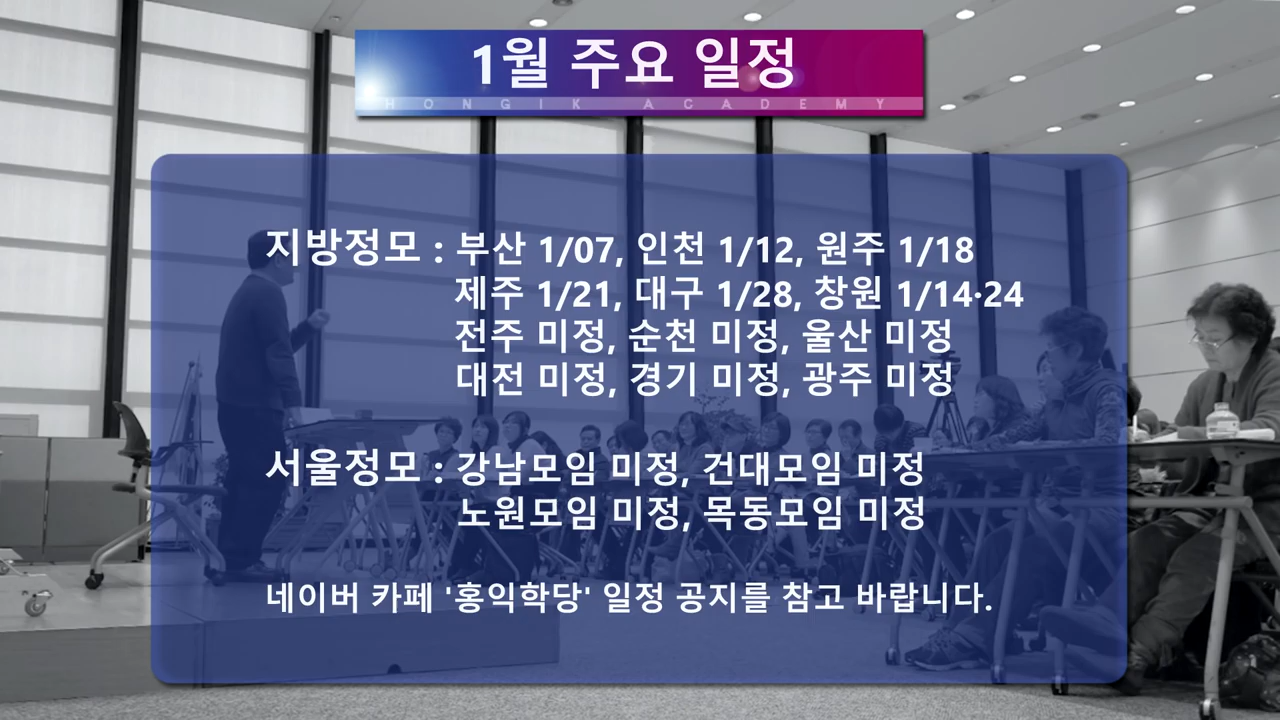 1월 주요 일정
HONGIK ACADEMY
지방정모 : 부산 1/07, 인천 1/12, 원주 1/18
제주 1/21, 대구 1/28, 창원 1/14·24
전주 미정, 순천 미정, 울산 미정
대전 미정, 경기 미정, 광주 미정
서울정모 : 강남모임 미정, 건대모임 미정
노원모임 미정, 목동모임 미정
네이버 카페 '홍익학당' 일정 공지를 참고 바랍니다.